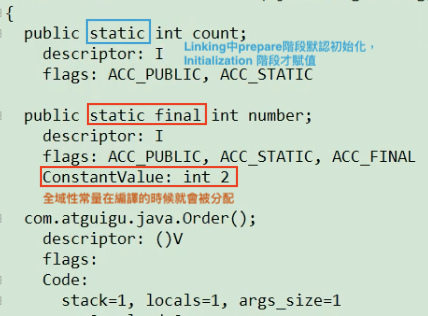 {
public static int count;
descriptor: I
Linking中prepare階段默認初始化，
Initialization 階段才賦值
flags: ACC_PUBLIC, ACC_STATIC
public static final int number;
descriptor: I
flags: ACC_PUBLIC, ACC_STATIC, ACC_FINAL
ConstantValue: int 2
全域性常量在編譯的時候就會被分配
com.atguigu.java.Order();
descriptor: ()V
flags:
Code:
stack=1, locals=1, args_size=1